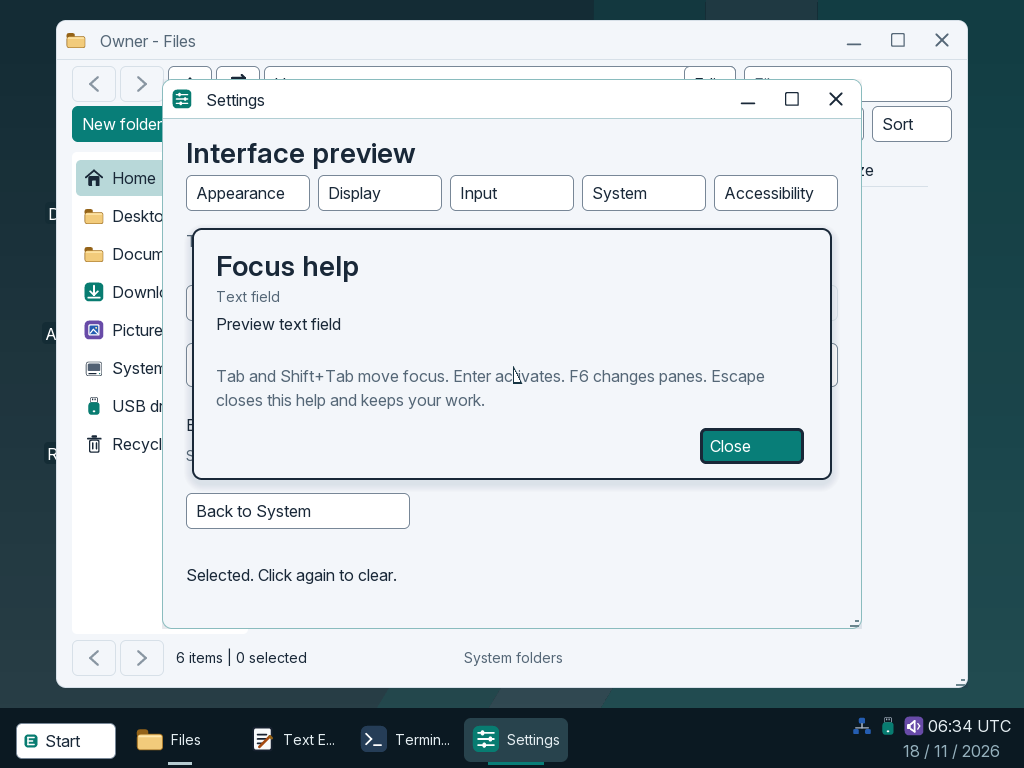 Owner - Files
Settings
New folder
Sort
Interface preview
Home
Appearance
Display
Input
System
Accessibility
Focus help
Text field
Preview text field
Tab and Shift+Tab move focus. Enter activates. F6 changes panes. Escape
closes this help and keeps your work.
Close
System
Back to System
Selected. Click again to clear.
6 items | 0 selected
System folders
Start
Files
Text E...
Termin...
Settings
06:34 UTC
18 / 11 / 2026